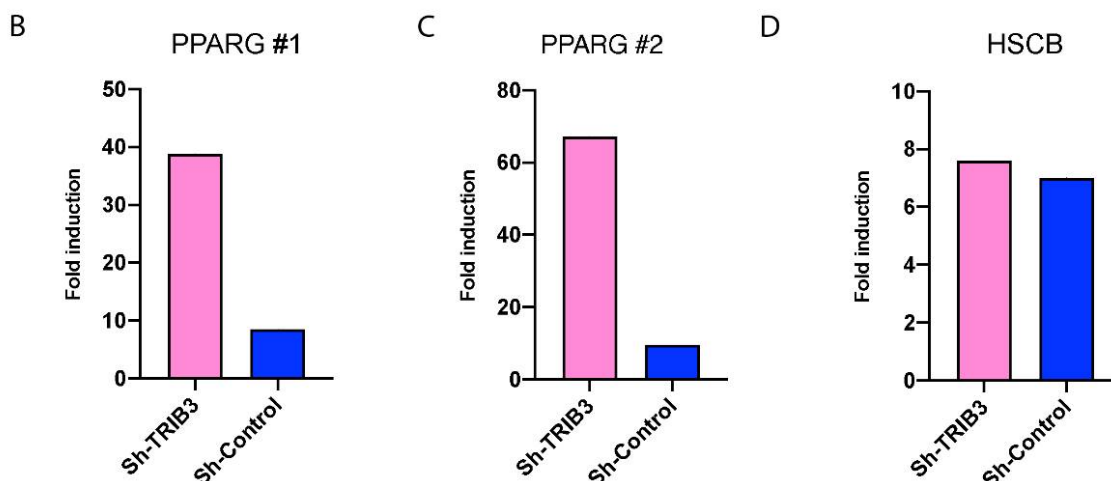 B
PPARG #1
Fold induction
50
40
30
20
10
0
Sh-TRIB3
Sh-Control
C
PPARG #2
Fold induction
80
60
40
20
0
Sh-TRIB3
Sh-Control
D
HSCB
Fold induction
10
8
6
4
2
0
Sh-TRIB3
Sh-Control